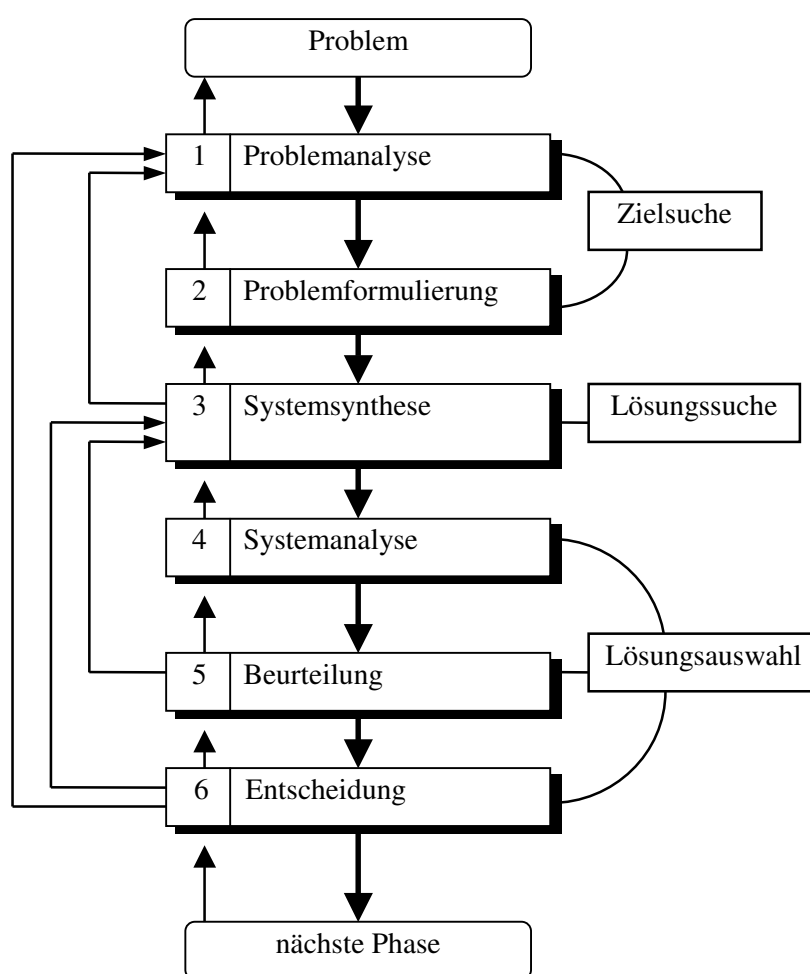 Problem
1 Problemanalyse
Zielsuche
2 Problemformulierung
3 Systemsynthese
Lösungssuche
4 Systemanalyse
Lösungsauswahl
5 Beurteilung
6 Entscheidung
nächste Phase